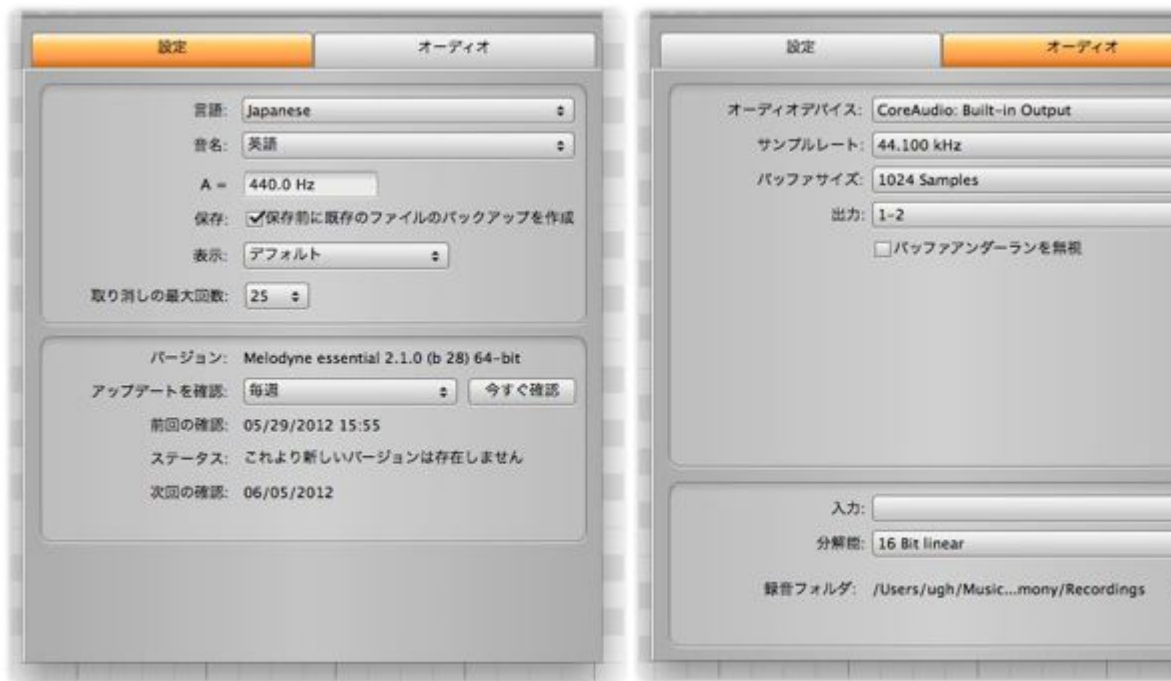 設定 オーディオ
言語: Japanese
音名: 英語
A = 440.0 Hz
保存: 保存前に既存のファイルのバックアップを作成
表示: デフォルト
取り消しの最大回数: 25
バージョン: Melodyne essential 2.1.0 (b 28) 64-bit
アップデートを確認: 毎週 今すぐ確認
前回の確認: 05/29/2012 15:55
ステータス: これより新しいバージョンは存在しません
次回の確認: 06/05/2012
設定 オーディオ
オーディオデバイス: CoreAudio: Built-in Output
サンプルレート: 44.100 kHz
バッファサイズ: 1024 Samples
出力: 1-2
バッファアンダーランを無視
入力:
分解能: 16 Bit linear
録音フォルダ: /Users/ugh/Music...mony/Recordings